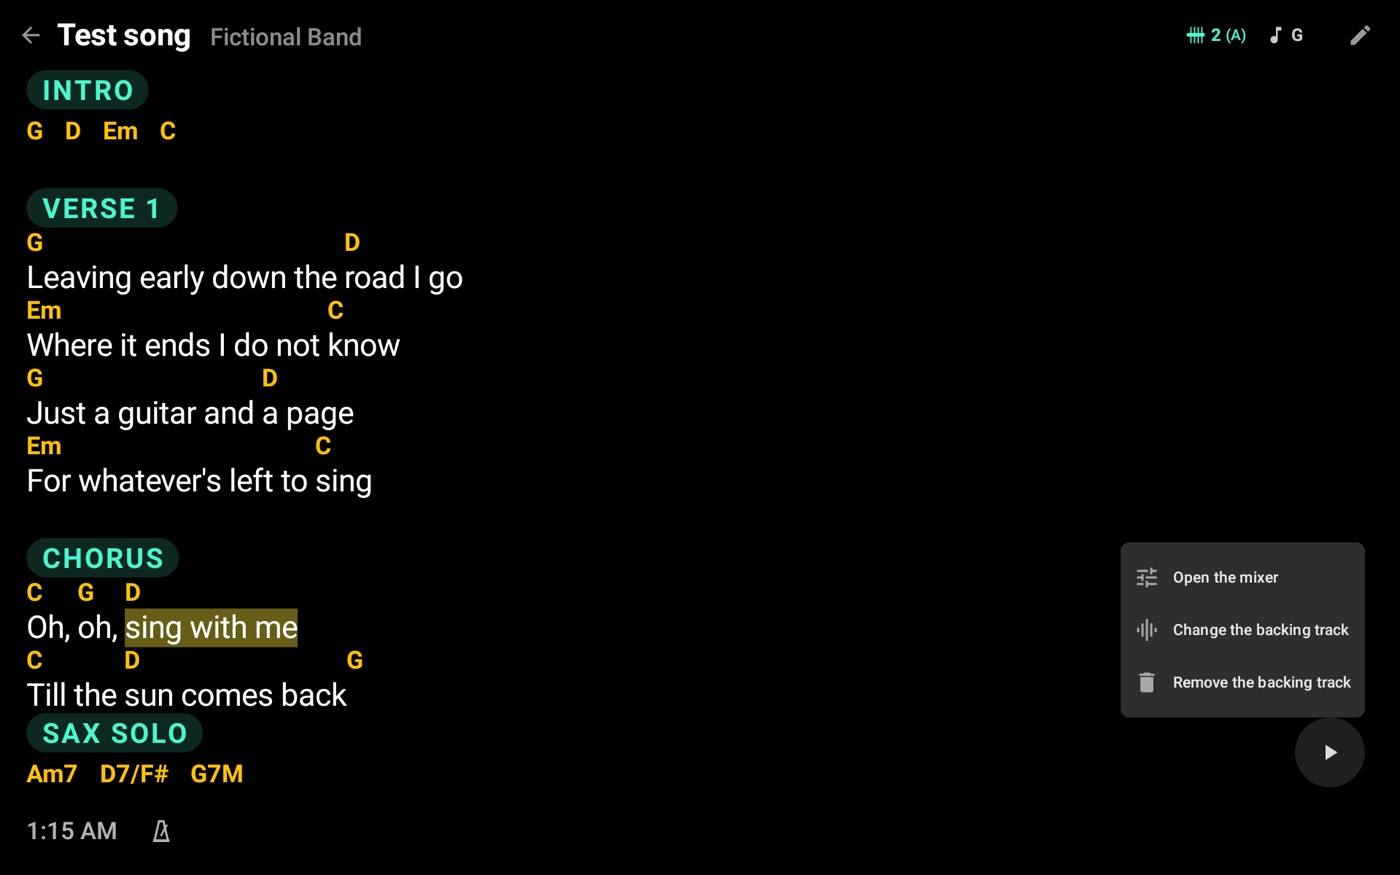 Test song Fictional Band 2 (A) G
INTRO
G D Em C
VERSE 1
G D
Leaving early down the road I go
Em C
Where it ends I do not know
G D
Just a guitar and a page
Em C
For whatever's left to sing
CHORUS
C G D
Oh, oh, sing with me
C D G
Till the sun comes back
SAX SOLO
Am7 D7/F# G7M
Open the mixer
Change the backing track
Remove the backing track
1:15 AM